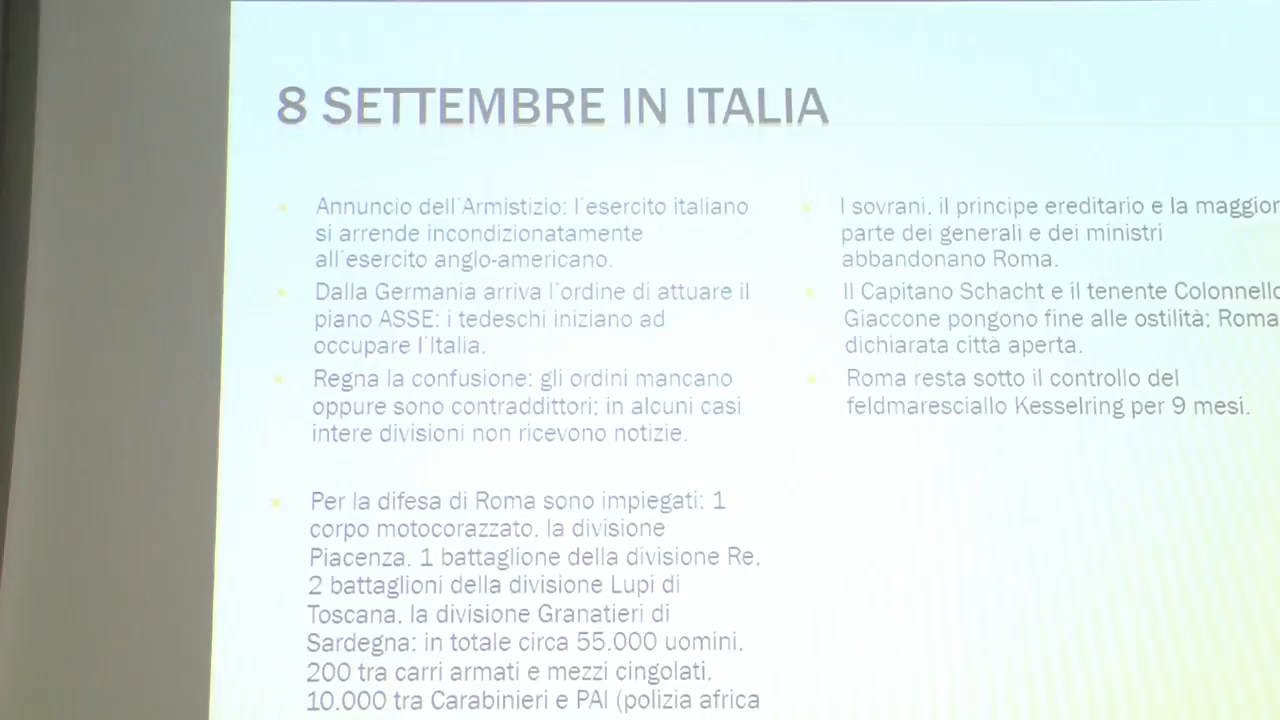 8 SETTEMBRE IN ITALIA
Annuncio dell'Armistizio: l'esercito italiano
si arrende incondizionatamente
all'esercito anglo-americano.
Dalla Germania arriva l'ordine di attuare il
piano ASSE: i tedeschi iniziano ad
occupare l'Italia.
Regna la confusione: gli ordini mancano
oppure sono contraddittori; in alcuni casi
intere divisioni non ricevono notizie.
Per la difesa di Roma sono impiegati: 1
corpo motocorazzato, la divisione
Piacenza, 1 battaglione della divisione Re,
2 battaglioni della divisione Lupi di
Toscana, la divisione Granatieri di
Sardegna: in totale circa 55.000 uomini,
200 tra carri armati e mezzi cingolati,
10.000 tra Carabinieri e PAI (polizia africa
I sovrani, il principe ereditario e la maggior
parte dei generali e dei ministri
abbandonano Roma.
Il Capitano Schacht e il tenente Colonnello
Giaccone pongono fine alle ostilità; Roma
dichiarata città aperta.
Roma resta sotto il controllo del
feldmaresciallo Kesselring per 9 mesi.